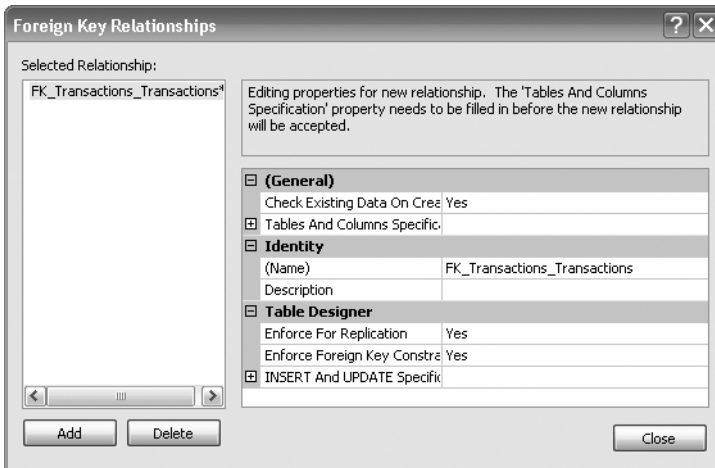 Foreign Key Relationships
Selected Relationship:
FK_Transactions_Transactions*
Editing properties for new relationship. The 'Tables And Columns
Specification' property needs to be filled in before the new relationship
will be accepted.
(General)
Check Existing Data On Crea Yes
Tables And Columns Specific
Identity
(Name) FK_Transactions_Transactions
Description
Table Designer
Enforce For Replication Yes
Enforce Foreign Key Constra Yes
INSERT And UPDATE Specific
Add Delete Close